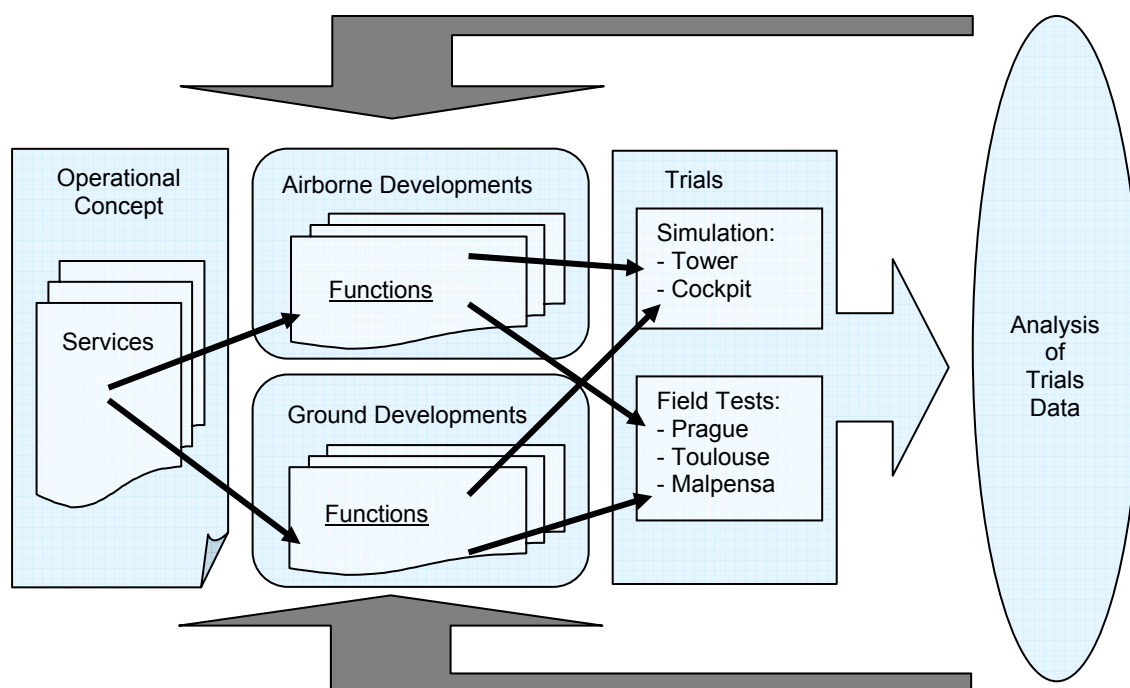 Operational
Concept
Services
Airborne Developments
Functions
Ground Developments
Functions
Trials
Simulation:
- Tower
- Cockpit
Field Tests:
- Prague
- Toulouse
- Malpensa
Analysis
of
Trials
Data